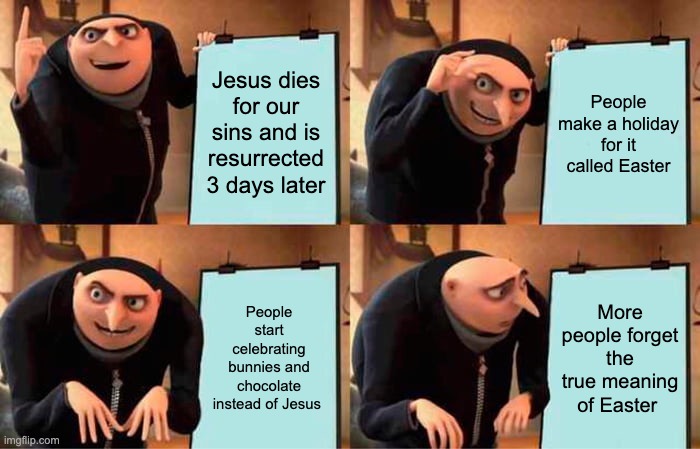 Jesus dies
for our
sins and is
resurrected
3 days later
People
make a holiday
for it
called Easter
People
start
celebrating
bunnies and
chocolate
instead of Jesus
More
people forget
the
true meaning
of Easter
imgflip.com